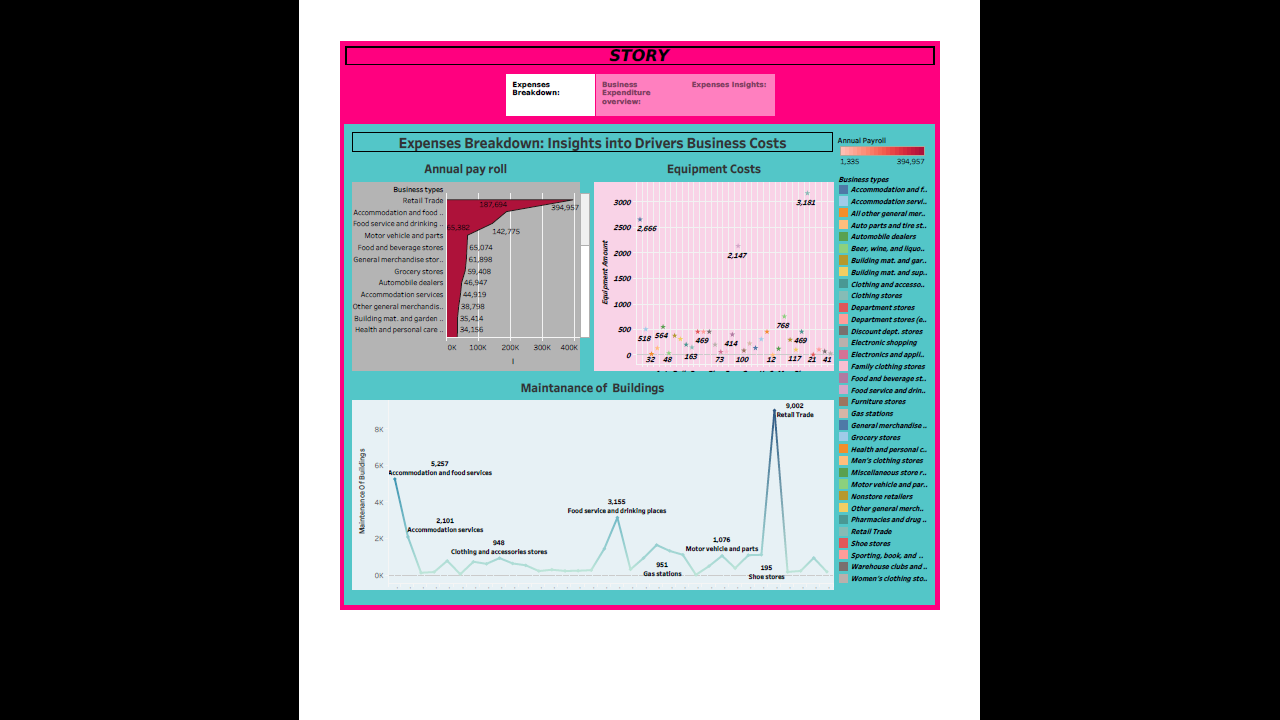 STORY
Expenses
Breakdown:
Business
Expenditure
overview:
Expenses Insights:
Expenses Breakdown: Insights into Drivers Business Costs
Annual pay roll
Business types
Retail Trade
Accommodation and food ..
Food service and drinking ..
Motor vehicle and parts
Food and beverage stores
General merchandise stor..
Grocery stores
Automobile dealers
Accommodation services
Other general merchandis..
Building mat. and garden ..
Health and personal care ..
187,684
394,957
65,382
142,775
65,074
61,898
59,408
46,947
44,919
38,798
35,414
34,156
0K 100K 200K 300K 400K
Equipment Costs
Equipment Amount
3000
2500
2000
1500
1000
500
0
3,181
2,666
2,147
768
518 564 469 414 469
163
32 48 73 100 12 117 21 41
Annual Payroll
1,335 394,957
Business types
Accommodation and f..
Accommodation servi..
All other general mer..
Auto parts and tire st..
Automobile dealers
Beer, wine, and liquo..
Building mat. and gar..
Building mat. and sup..
Clothing and accesso..
Clothing stores
Department stores
Department stores (e..
Discount dept. stores
Electronic shopping
Electronics and appli..
Family clothing stores
Food and beverage st..
Food service and drin..
Furniture stores
Gas stations
General merchandise ..
Grocery stores
Health and personal c..
Men's clothing stores
Miscellaneous store r..
Motor vehicle and par..
Nonstore retailers
Other general merch..
Pharmacies and drug ..
Retail Trade
Shoe stores
Sporting, book, and ..
Warehouse clubs and ..
Women's clothing sto..
Maintanance of Buildings
Maintenance Of Buildings
8K
6K
4K
2K
0K
9,002
Retail Trade
5,257
Accommodation and food services
3,155
Food service and drinking places
2,101
Accommodation services
948
Clothing and accessories stores
1,076
Motor vehicle and parts
951
Gas stations
195
Shoe stores